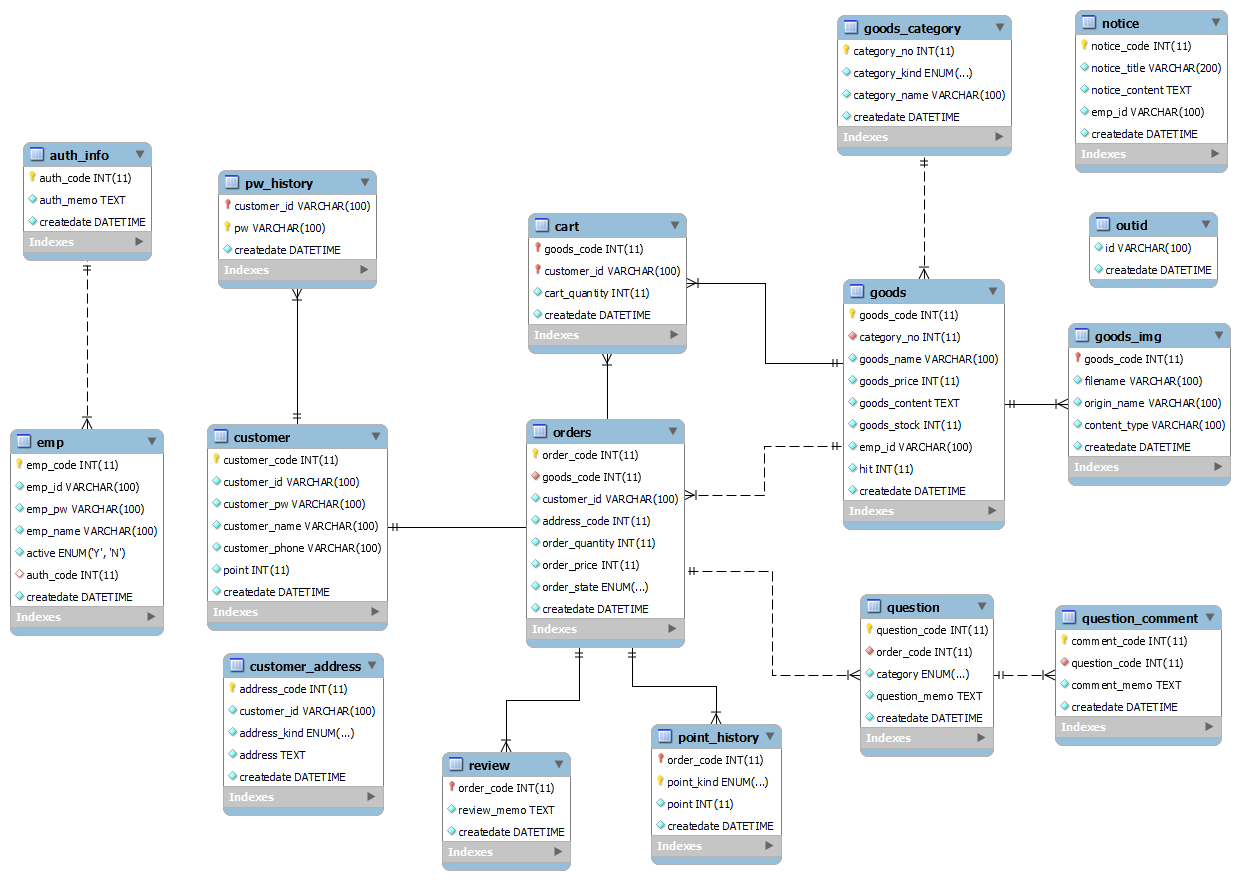 goods_category
category_no INT(11)
category_kind ENUM(...)
category_name VARCHAR(100)
createdate DATETIME
Indexes
notice
notice_code INT(11)
notice_title VARCHAR(200)
notice_content TEXT
emp_id VARCHAR(100)
createdate DATETIME
Indexes
auth_info
auth_code INT(11)
auth_memo TEXT
createdate DATETIME
Indexes
pw_history
customer_id VARCHAR(100)
pw VARCHAR(100)
createdate DATETIME
Indexes
cart
goods_code INT(11)
customer_id VARCHAR(100)
cart_quantity INT(11)
createdate DATETIME
Indexes
outid
id VARCHAR(100)
createdate DATETIME
Indexes
goods
goods_code INT(11)
category_no INT(11)
goods_name VARCHAR(100)
goods_price INT(11)
goods_content TEXT
goods_stock INT(11)
emp_id VARCHAR(100)
hit INT(11)
createdate DATETIME
Indexes
goods_img
goods_code INT(11)
filename VARCHAR(100)
origin_name VARCHAR(100)
content_type VARCHAR(100)
createdate DATETIME
Indexes
emp
emp_code INT(11)
emp_id VARCHAR(100)
emp_pw VARCHAR(100)
emp_name VARCHAR(100)
active ENUM('Y', 'N')
auth_code INT(11)
createdate DATETIME
Indexes
customer
customer_code INT(11)
customer_id VARCHAR(100)
customer_pw VARCHAR(100)
customer_name VARCHAR(100)
customer_phone VARCHAR(100)
point INT(11)
createdate DATETIME
Indexes
orders
order_code INT(11)
goods_code INT(11)
customer_id VARCHAR(100)
address_code INT(11)
order_quantity INT(11)
order_price INT(11)
order_state ENUM(...)
createdate DATETIME
Indexes
question
question_code INT(11)
order_code INT(11)
category ENUM(...)
question_memo TEXT
createdate DATETIME
Indexes
question_comment
comment_code INT(11)
question_code INT(11)
comment_memo TEXT
createdate DATETIME
Indexes
customer_address
address_code INT(11)
customer_id VARCHAR(100)
address_kind ENUM(...)
address TEXT
createdate DATETIME
Indexes
review
order_code INT(11)
review_memo TEXT
createdate DATETIME
Indexes
point_history
order_code INT(11)
point_kind ENUM(...)
point INT(11)
createdate DATETIME
Indexes